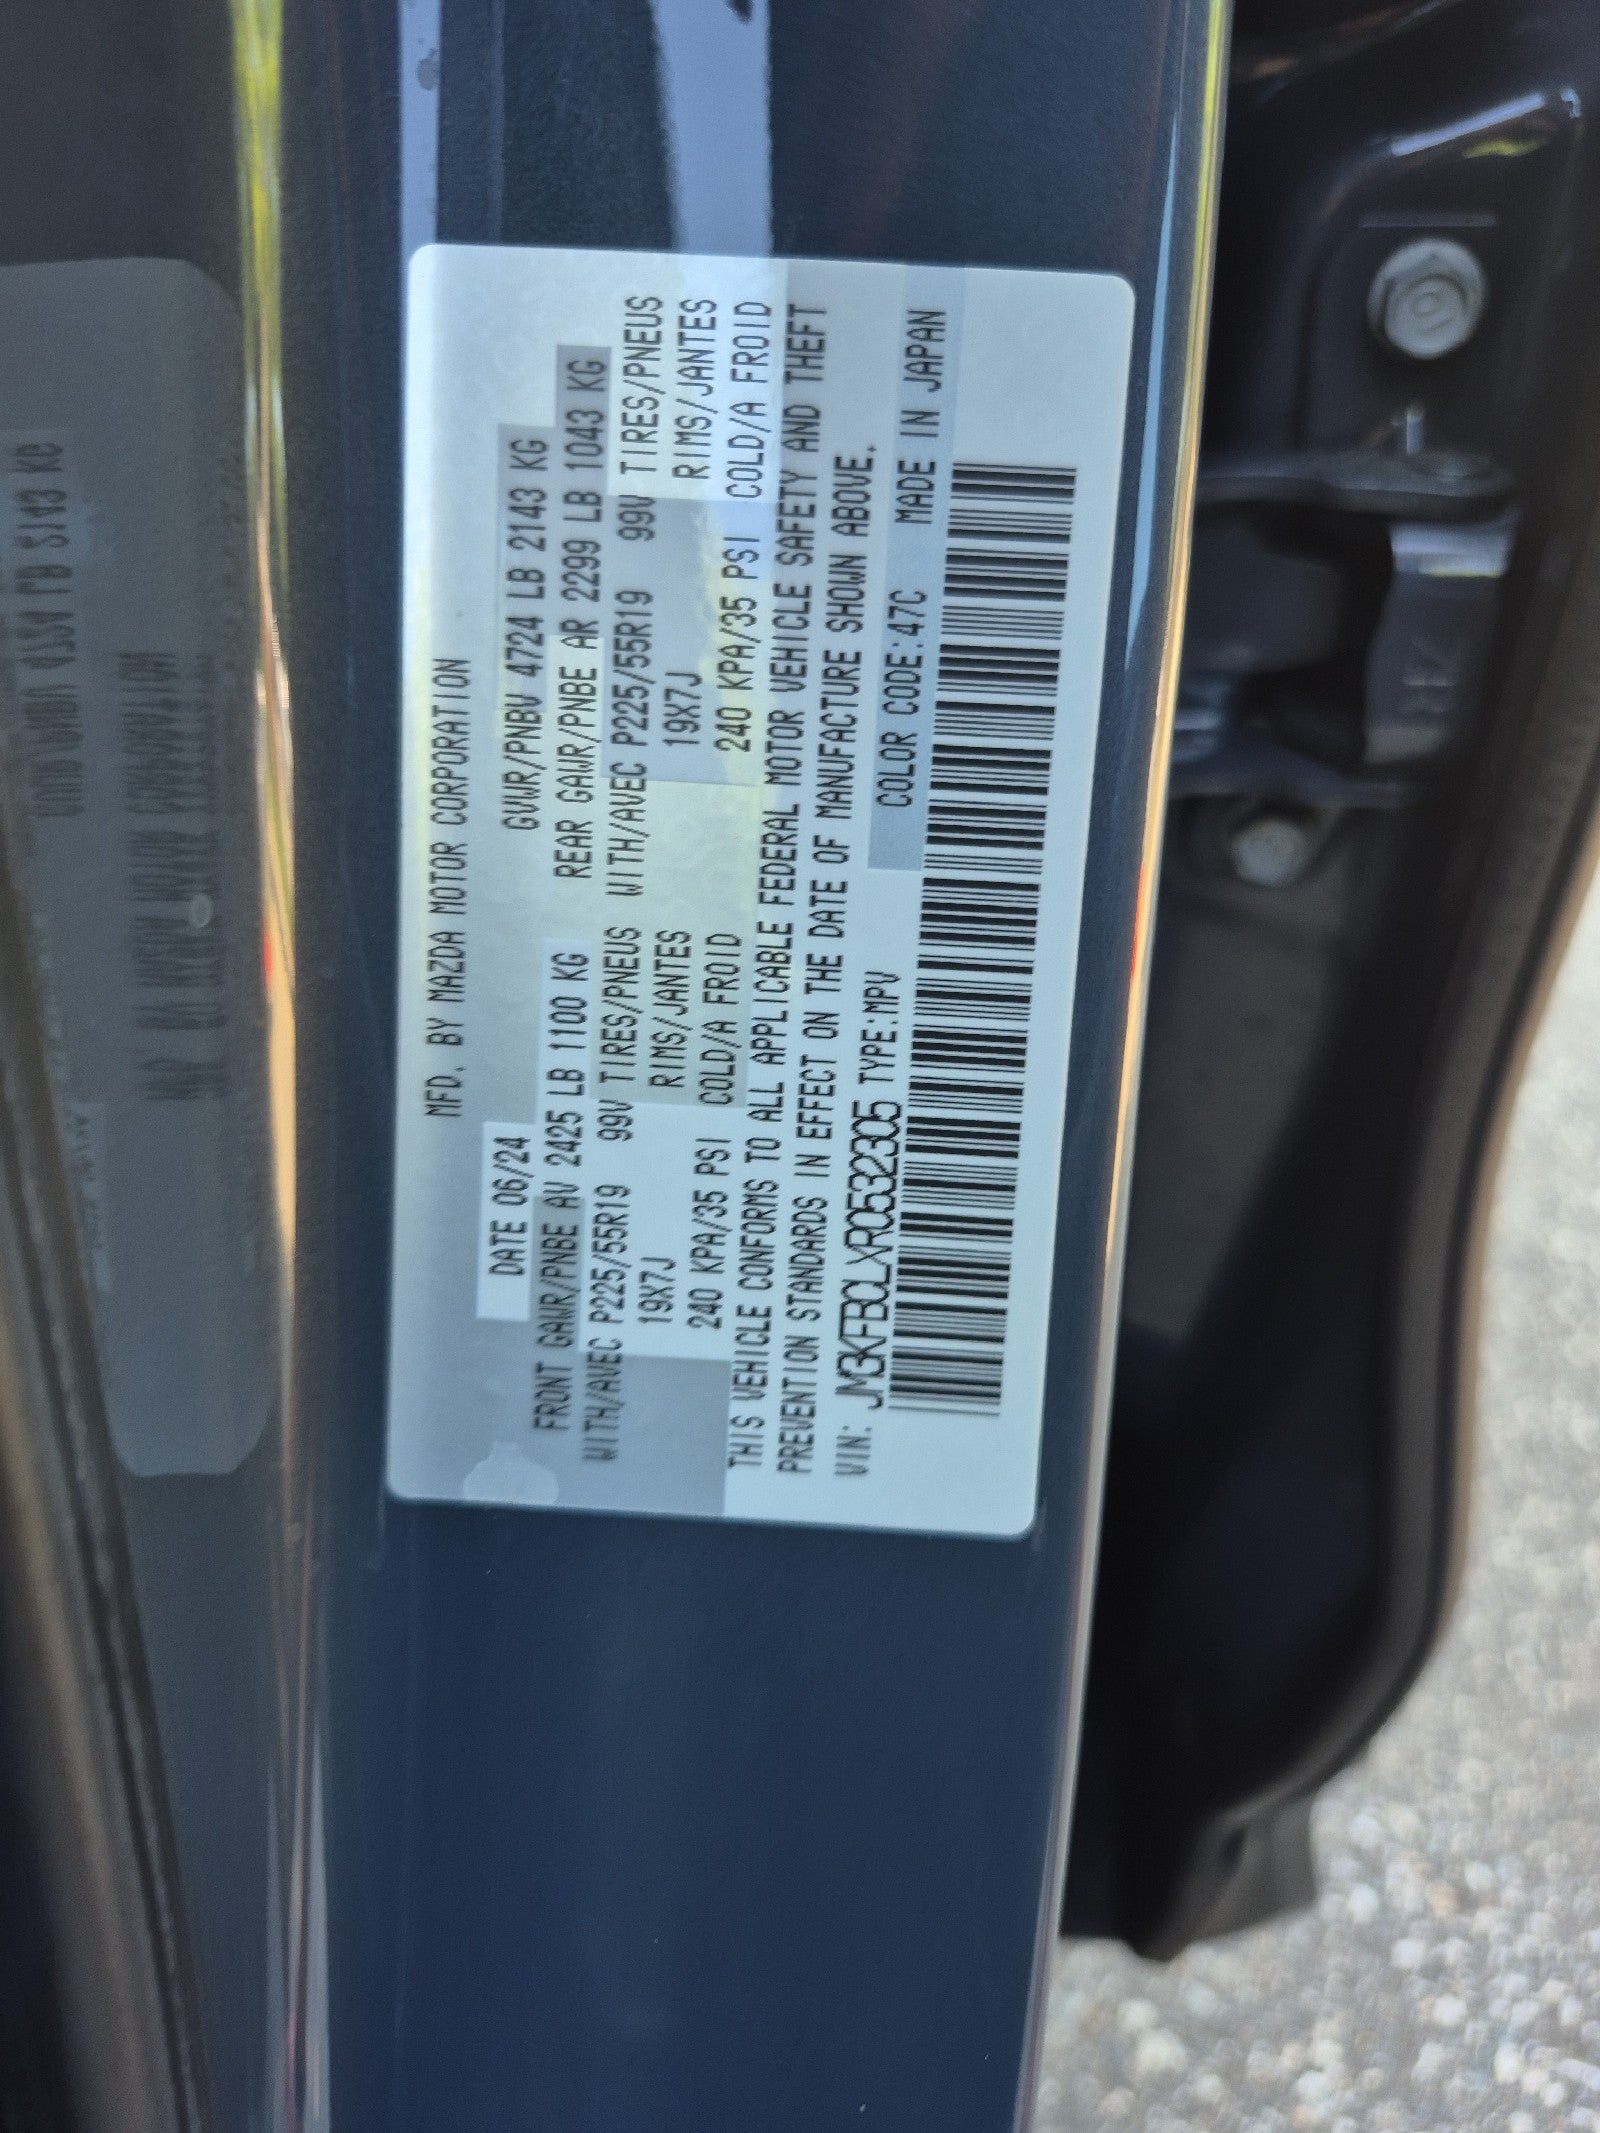 MFD. BY MAZDA MOTOR CORPORATION
DATE 06/24 GVWR/PNBV 4724 LB 2143 KG
FRONT GAWR/PNBE AV 2425 LB 1100 KG REAR GAWR/PNBE AR 2299 LB 1043 KG
WITH/AVEC P225/55R19 99V TIRES/PNEUS WITH/AVEC P225/55R19 99V TIRES/PNEUS
19X7J RIMS/JANTES 19X7J RIMS/JANTES
240 KPA/35 PSI COLD/A FROID 240 KPA/35 PSI COLD/A FROID
THIS VEHICLE CONFORMS TO ALL APPLICABLE FEDERAL MOTOR VEHICLE SAFETY AND THEFT
PREVENTION STANDARDS IN EFFECT ON THE DATE OF MANUFACTURE SHOWN ABOVE.
VIN: JM3KFBCLXR0532305 TYPE:MPV COLOR CODE:47C MADE IN JAPAN